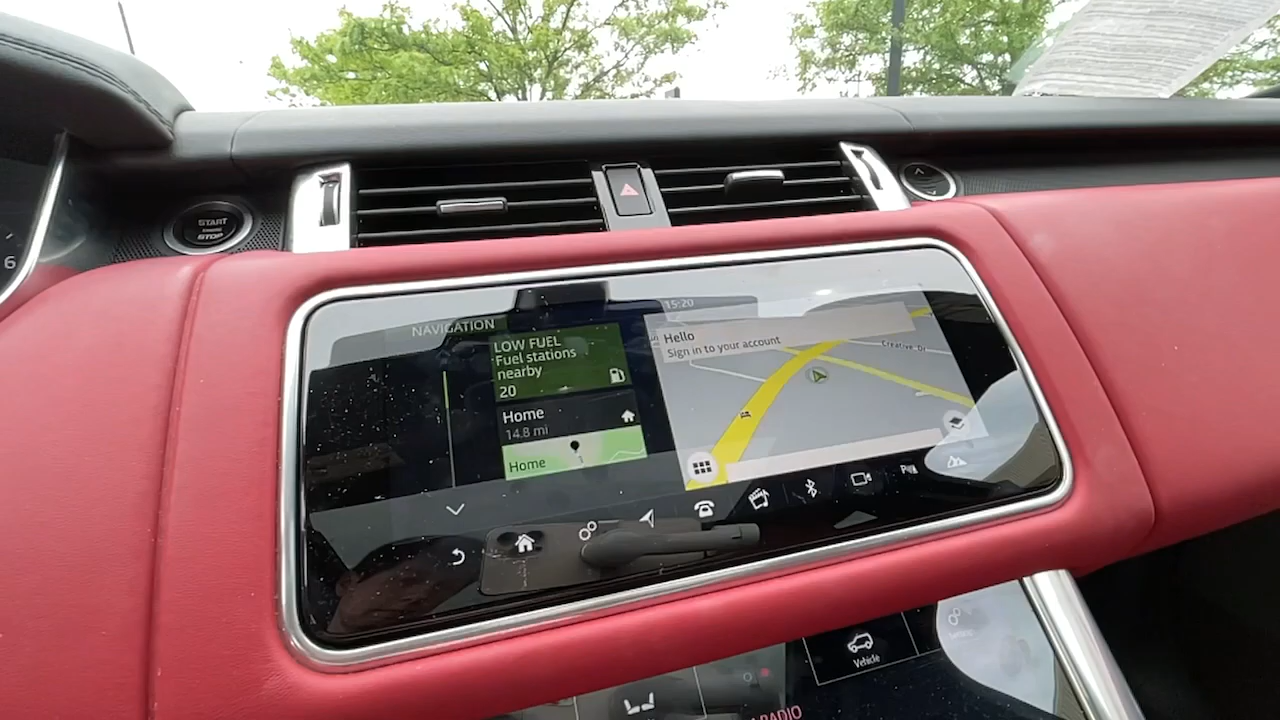 START
STOP
6
NAVIGATION
15:20
LOW FUEL
Fuel stations
nearby
20
Hello
Sign in to your account
Creative Dr
Home
14.8 mi
Home
Vehicle
RADIO